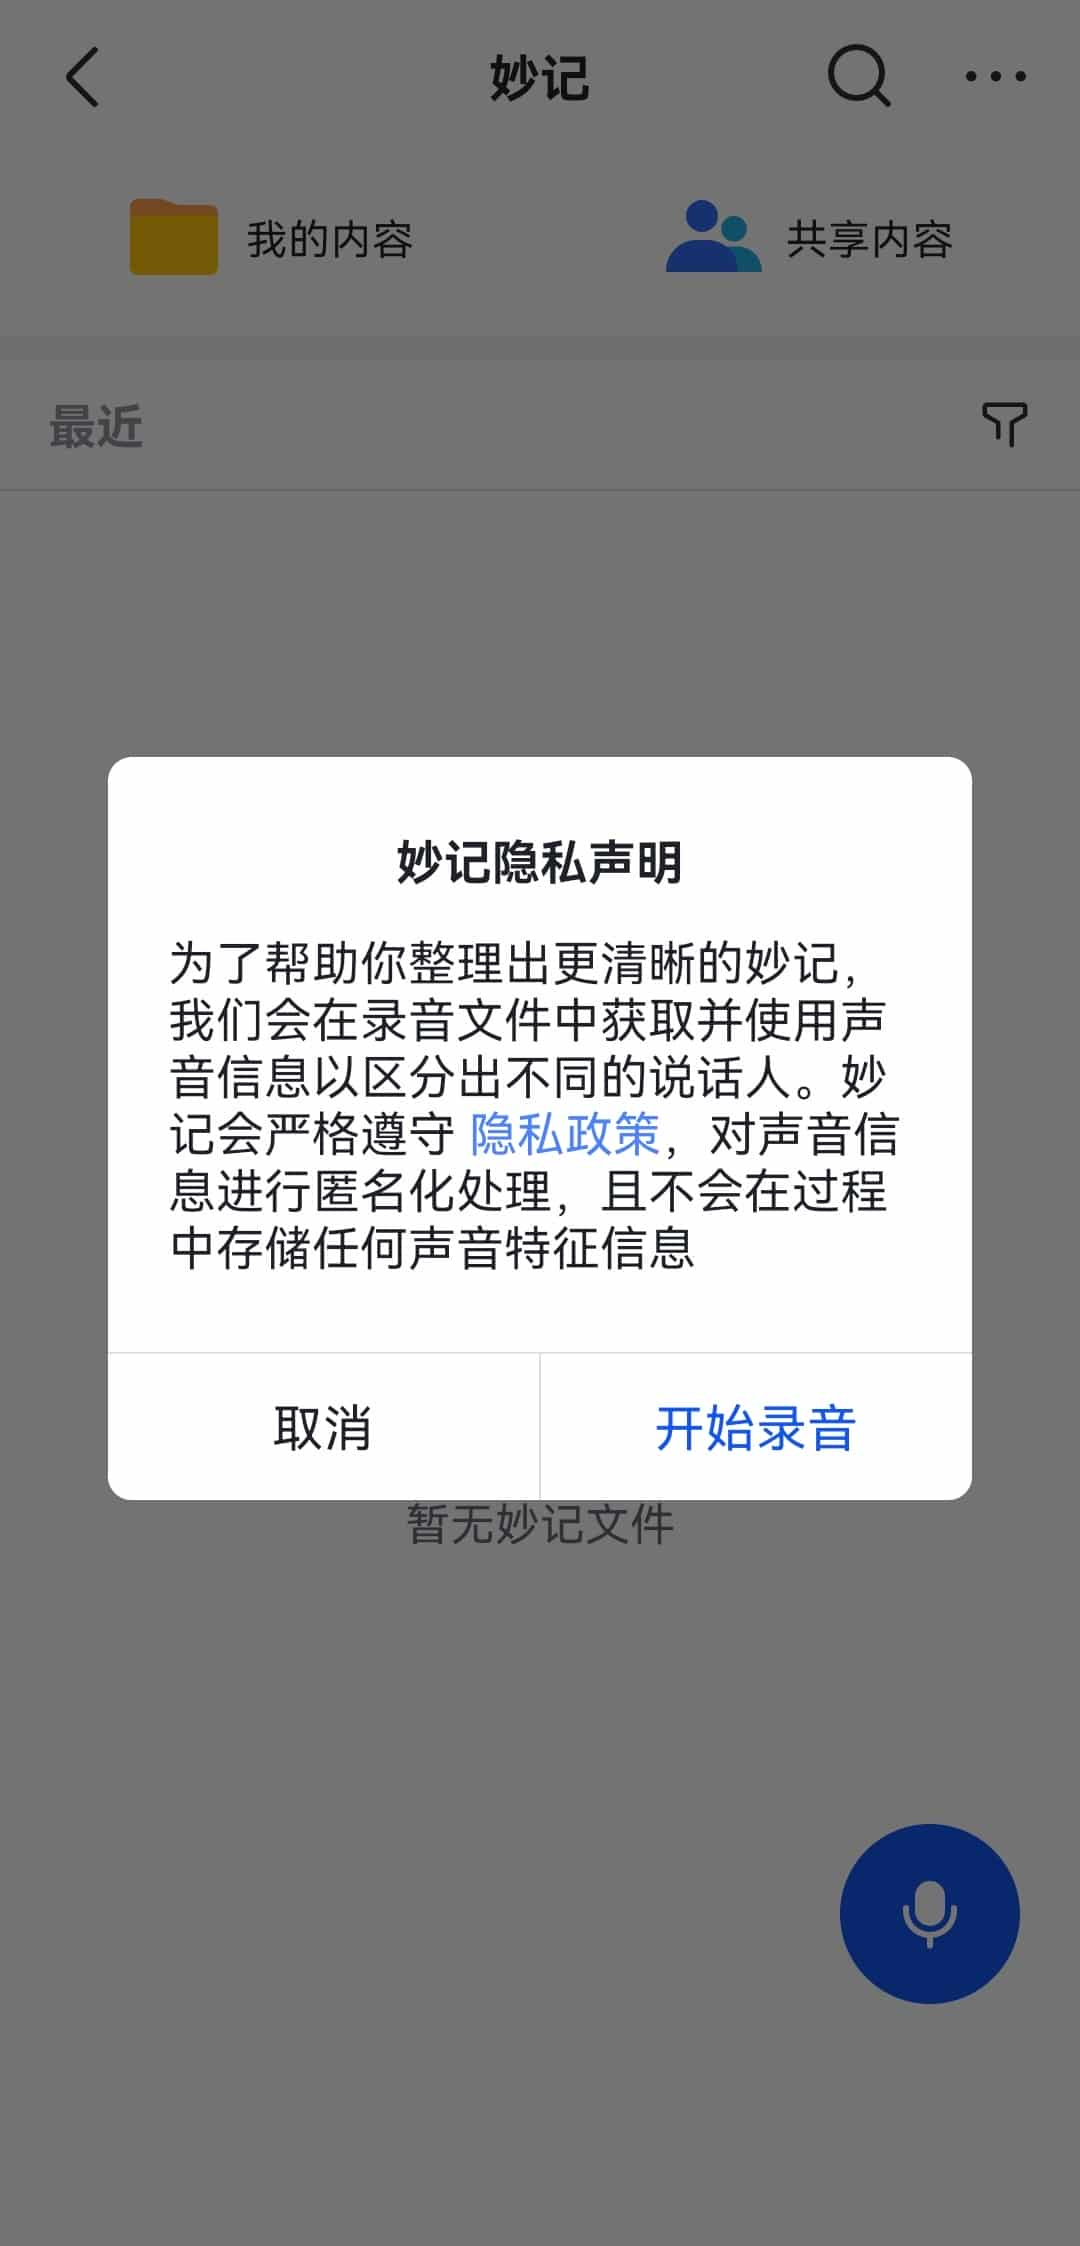 妙记
我的内容
共享内容
最近
妙记隐私声明
为了帮助你整理出更清晰的妙记，
我们会在录音文件中获取并使用声
音信息以区分出不同的说话人。妙
记会严格遵守 隐私政策，对声音信
息进行匿名化处理，且不会在过程
中存储任何声音特征信息
取消
开始录音
暂无妙记文件